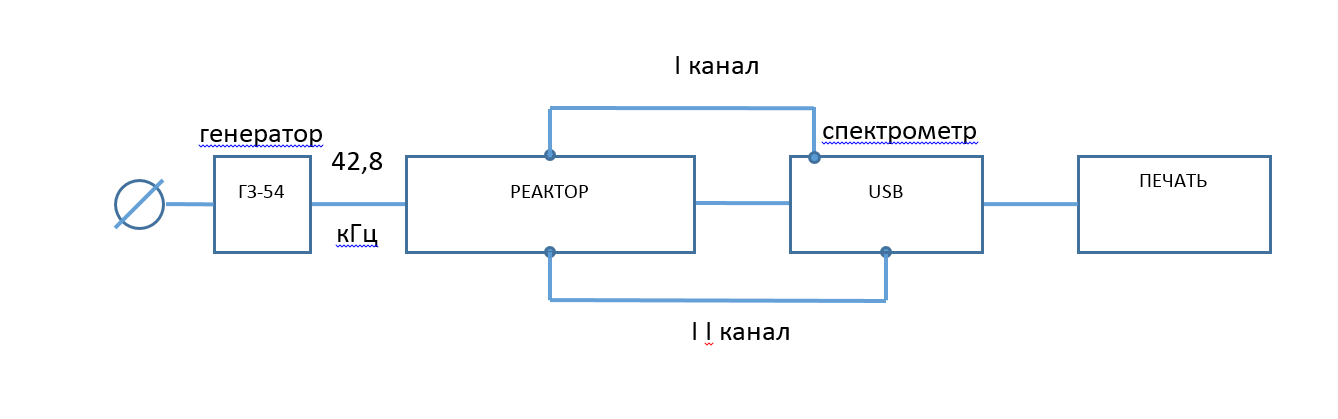 I канал
генератор
42,8
спектрометр
ГЗ-54
РЕАКТОР
USB
ПЕЧАТЬ
кГц
I I канал